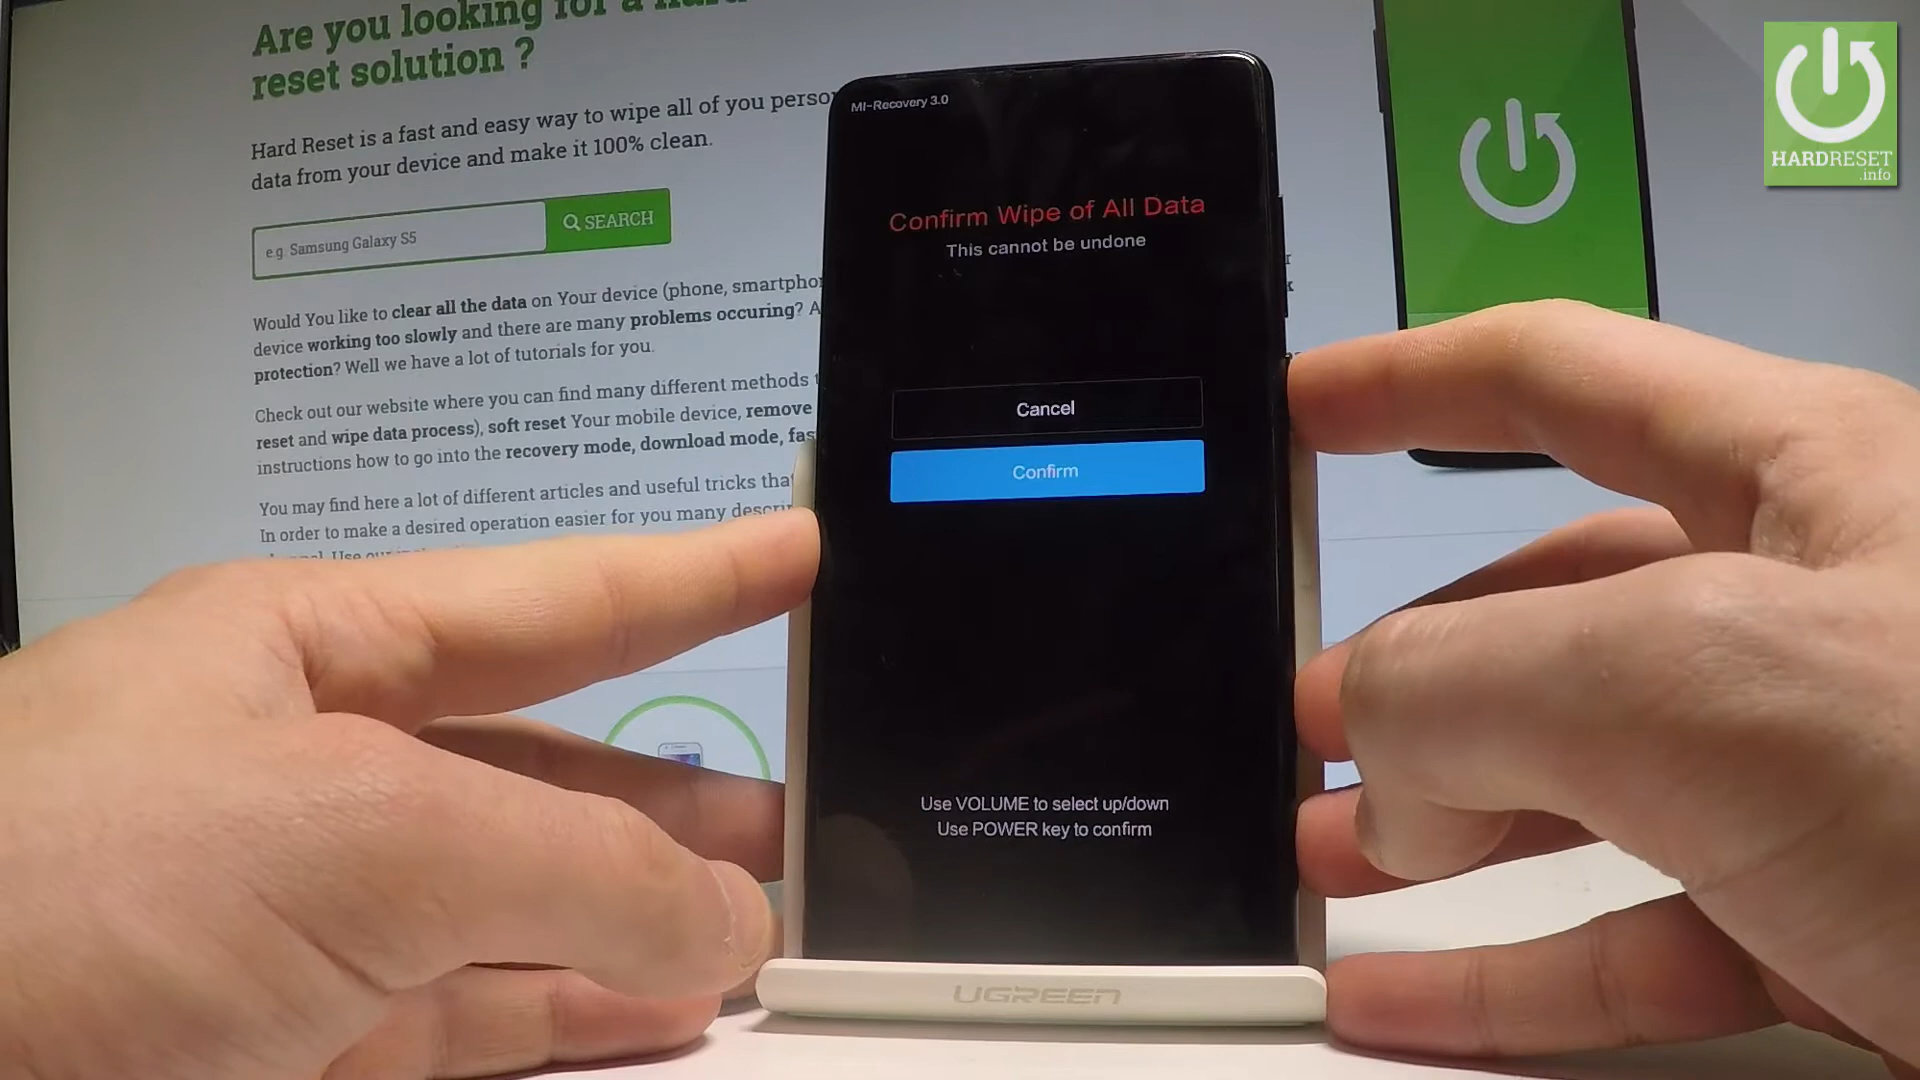 Are you looking for a hard
reset solution ?
Hard Reset is a fast and easy way to wipe all of you perso
data from your device and make it 100% clean.
e.g. Samsung Galaxy S5
SEARCH
Would You like to clear all the data on Your device (phone, smartpho
device working too slowly and there are many problems occuring? A
protection? Well we have a lot of tutorials for you.
Check out our website where you can find many different methods
reset and wipe data process), soft reset Your mobile device, remove
instructions how to go into the recovery mode, download mode, fas
You may find here a lot of different articles and useful tricks tha
In order to make a desired operation easier for you many descri
MI-Recovery 3.0
Confirm Wipe of All Data
This cannot be undone
Cancel
Confirm
Use VOLUME to select up/down
Use POWER key to confirm
UGREEN
HARDRESET
.info